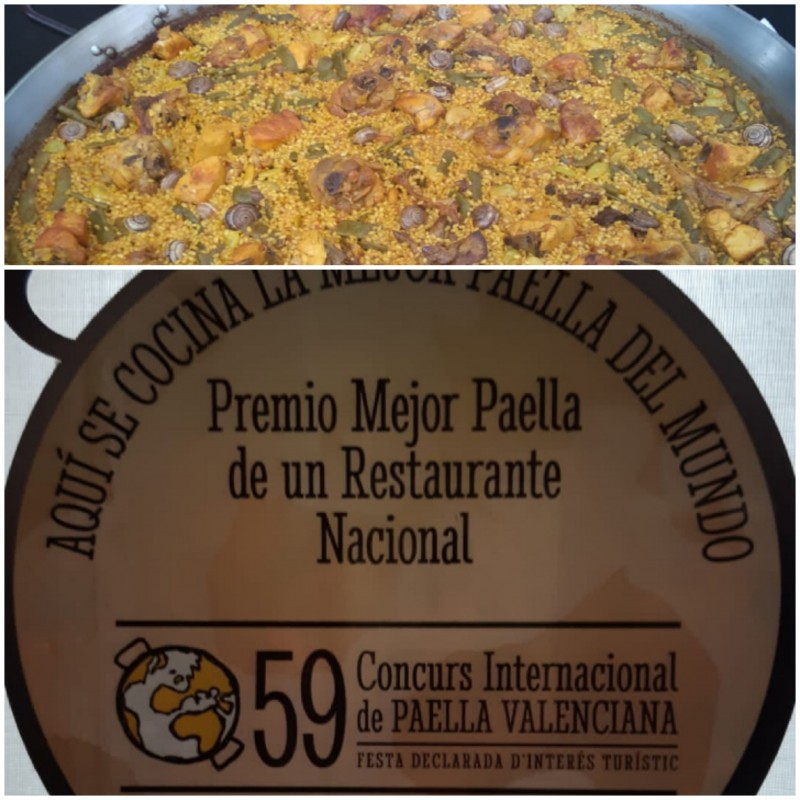 AQUÍ SE COCINA LA MEJOR PAELLA DEL MUNDO
Premio Mejor Paella
de un Restaurante
Nacional
59
Concurs Internacional
de PAELLA VALENCIANA
FESTA DECLARADA D'INTERÉS TURÍSTIC